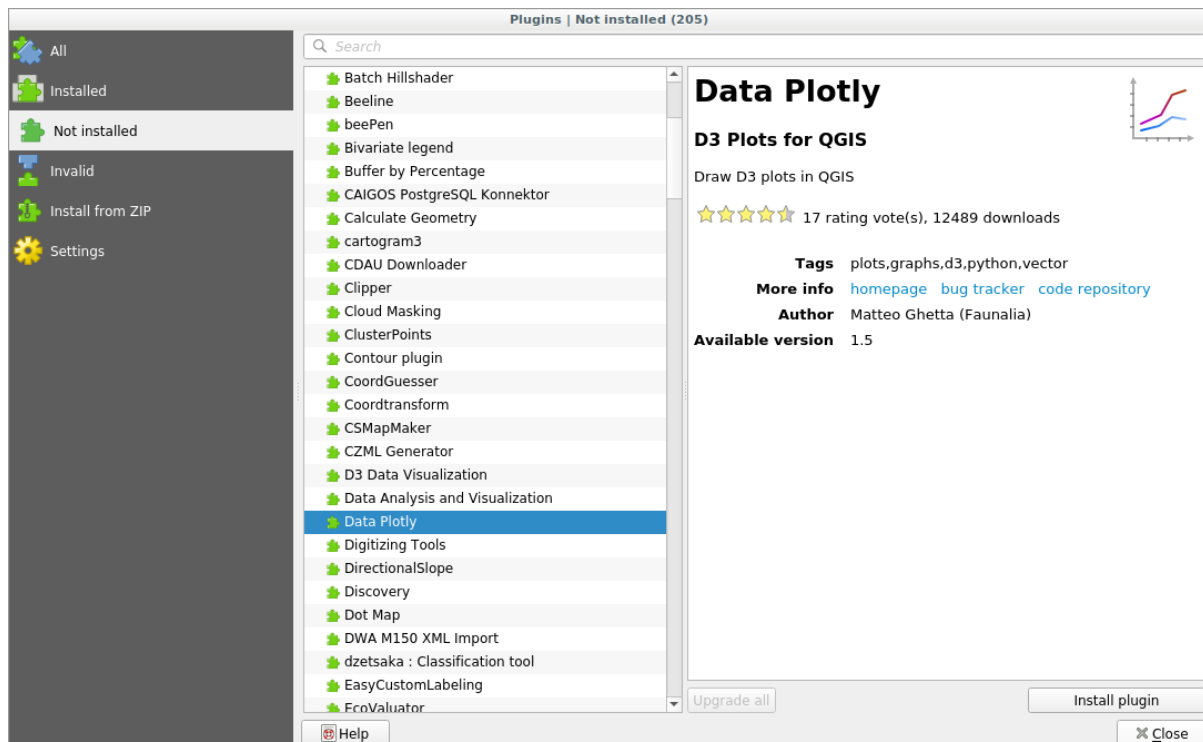 Plugins | Not installed (205)
All
Installed
Not installed
Invalid
Install from ZIP
Settings
Search
Batch Hillshader
Beeline
beePen
Bivariate legend
Buffer by Percentage
CAIGOS PostgreSQL Konnektor
Calculate Geometry
cartogram3
CDAU Downloader
Clipper
Cloud Masking
ClusterPoints
Contour plugin
CoordGuesser
Coordtransform
CSMapMaker
CZML Generator
D3 Data Visualization
Data Analysis and Visualization
Data Plotly
Digitizing Tools
DirectionalSlope
Discovery
Dot Map
DWA M150 XML Import
dzetsaka : Classification tool
EasyCustomLabeling
EcoValuator
Data Plotly
D3 Plots for QGIS
Draw D3 plots in QGIS
17 rating vote(s), 12489 downloads
Tags plots,graphs,d3,python,vector
More info homepage bug tracker code repository
Author Matteo Ghetta (Faunalia)
Available version 1.5
Upgrade all
Install plugin
Help
Close